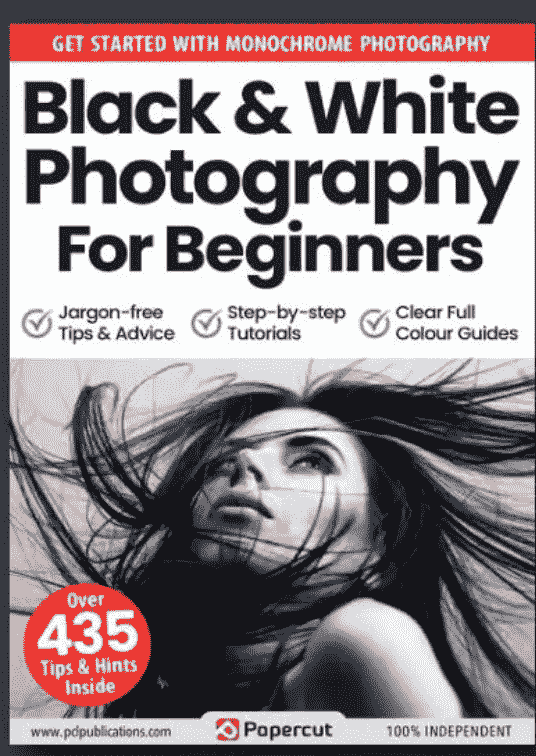 GET STARTED WITH MONOCHROME PHOTOGRAPHY
Black & White
Photography
For Beginners
Jargon-free
Tips & Advice
Step-by-step
Tutorials
Clear Full
Colour Guides
Over
435
Tips & Hints
Inside
www.pdpublications.com
Papercut
100% INDEPENDENT